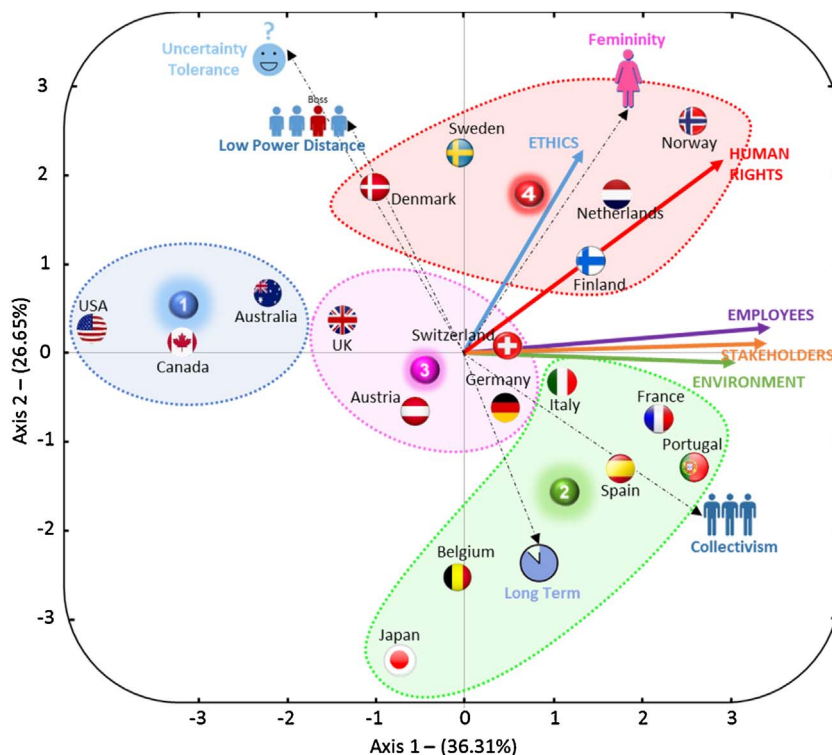 ?
Uncertainty
Tolerance
Femininity
3
Boss
Low Power Distance
Sweden
ETHICS
Norway
HUMAN
RIGHTS
2
Denmark
4
Netherlands
1
Finland
USA
1
Australia
EMPLOYEES
Switzerland
0
Canada
UK
STAKEHOLDERS
3
Germany
ENVIRONMENT
Austria
Italy
France
-1
Portugal
2
Spain
-2
Belgium
Collectivism
Long Term
-3
Japan
-3
-2
-1
0
1
2
3
Axis 1 – (36.31%)
Axis 2 – (26.65%)